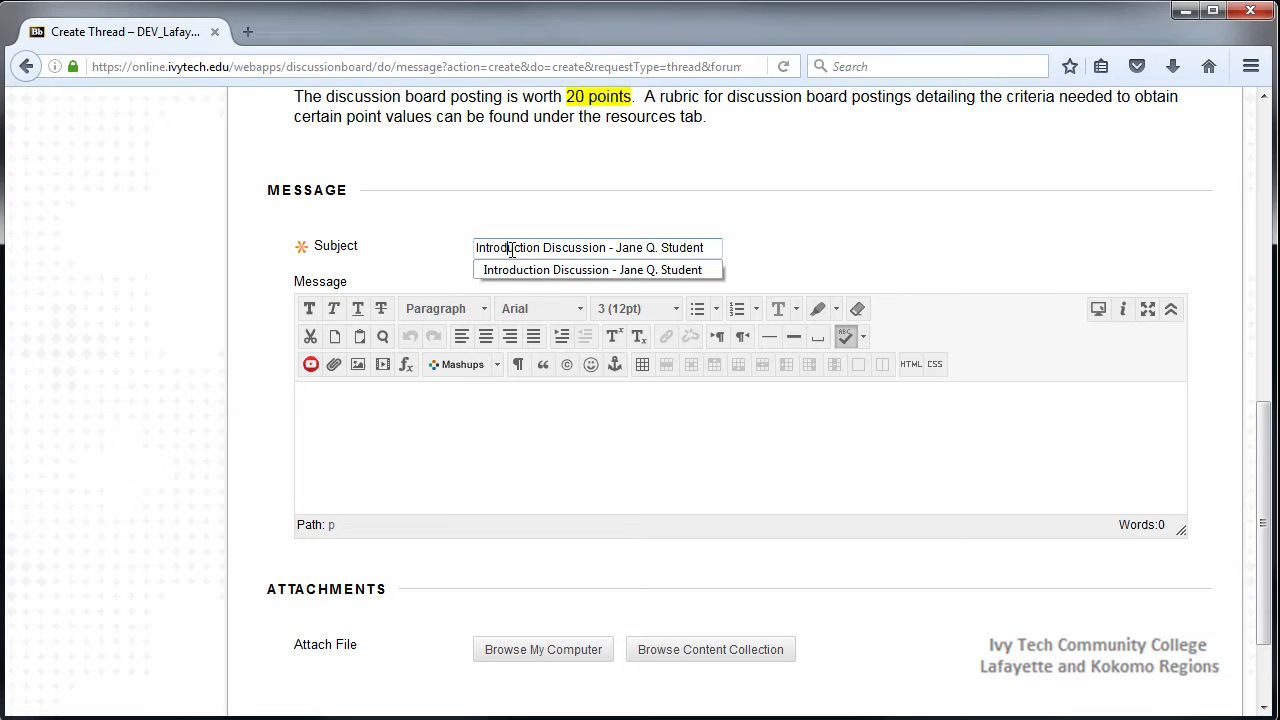 Bb Create Thread – DEV_Lafay...
https://online.ivytech.edu/webapps/discussionboard/do/message?action=create&do=create&requestType=thread&forum
Search
The discussion board posting is worth 20 points. A rubric for discussion board postings detailing the criteria needed to obtain
certain point values can be found under the resources tab.
MESSAGE
Subject
Introduction Discussion - Jane Q. Student
Introduction Discussion - Jane Q. Student
Message
T T T T Paragraph Arial 3 (12pt) T
T T ABC
Mashups HTML CSS
Path: p Words:0
ATTACHMENTS
Attach File Browse My Computer Browse Content Collection
Ivy Tech Community College
Lafayette and Kokomo Regions